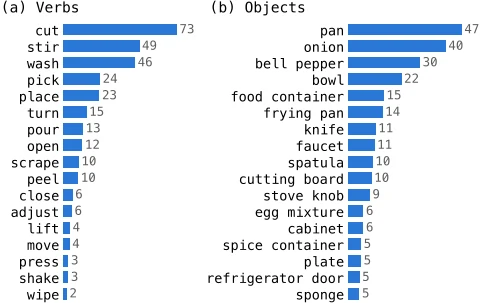 (a) Verbs
cut 73
stir 49
wash 46
pick 24
place 23
turn 15
pour 13
open 12
scrape 10
peel 10
close 6
adjust 6
lift 4
move 4
press 3
shake 3
wipe 2
(b) Objects
pan 47
onion 40
bell pepper 30
bowl 22
food container 15
frying pan 14
knife 11
faucet 11
spatula 10
cutting board 10
stove knob 9
egg mixture 6
cabinet 6
spice container 5
plate 5
refrigerator door 5
sponge 5